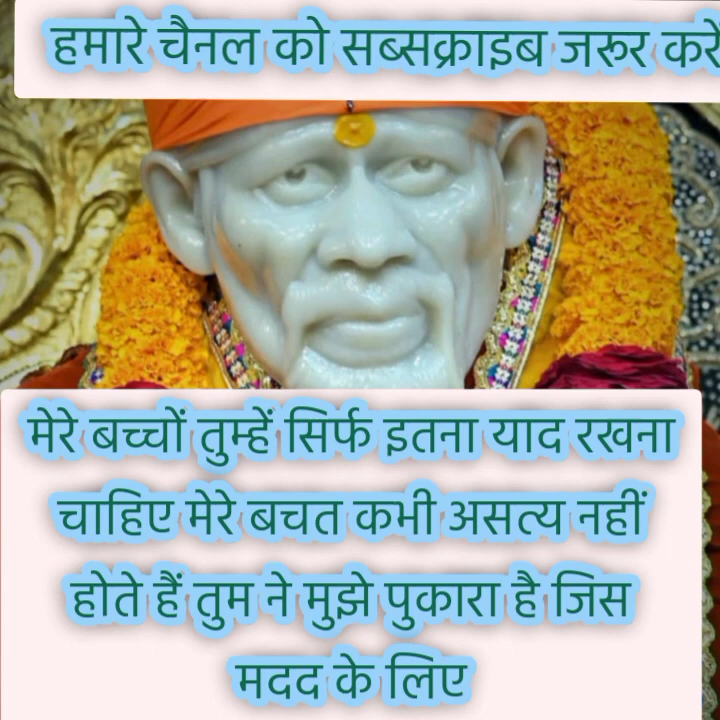 हमारे चैनल को सब्सक्राइब जरूर करें
मेरे बच्चों तुम्हें सिर्फ इतना याद रखना
चाहिए मेरे बचत कभी असत्य नहीं
होते हैं तुम ने मुझे पुकारा है जिस
मदद के लिए